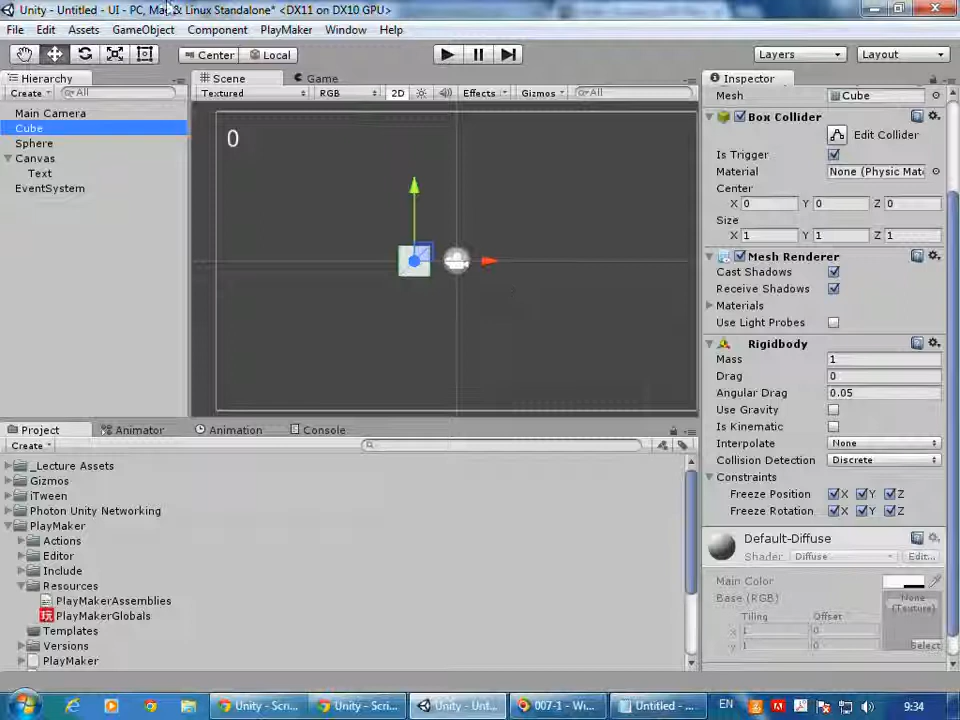 Unity - Untitled - UI - PC, Mac & Linux Standalone* <DX11 on DX10 GPU>
File Edit Assets GameObject Component PlayMaker Window Help
Center Local Layers Layout
Hierarchy
Create All
Main Camera
Cube
Sphere
Canvas
Text
EventSystem
Scene Game
Textured RGB 2D Effects Gizmos All
0
Inspector
Mesh Cube
Box Collider
Edit Collider
Is Trigger
Material None (Physic Mat
Center
X 0 Y 0 Z 0
Size
X 1 Y 1 Z 1
Mesh Renderer
Cast Shadows
Receive Shadows
Materials
Use Light Probes
Rigidbody
Mass 1
Drag 0
Angular Drag 0.05
Use Gravity
Is Kinematic
Interpolate None
Collision Detection Discrete
Constraints
Freeze Position X Y Z
Freeze Rotation X Y Z
Default-Diffuse
Shader Diffuse Edit...
Main Color
Base (RGB)
None
(Texture)
Tiling Offset
x 1 0
y 1 0
Select
Project Animator Animation Console
Create
_Lecture Assets
Gizmos
iTween
Photon Unity Networking
PlayMaker
Actions
Editor
Include
Resources
PlayMakerAssemblies
PlayMakerGlobals
Templates
Versions
PlayMaker
Unity - Scri... Unity - Scri... Unity - Unt... 007-1 - Wi... Untitled - ... EN 9:34